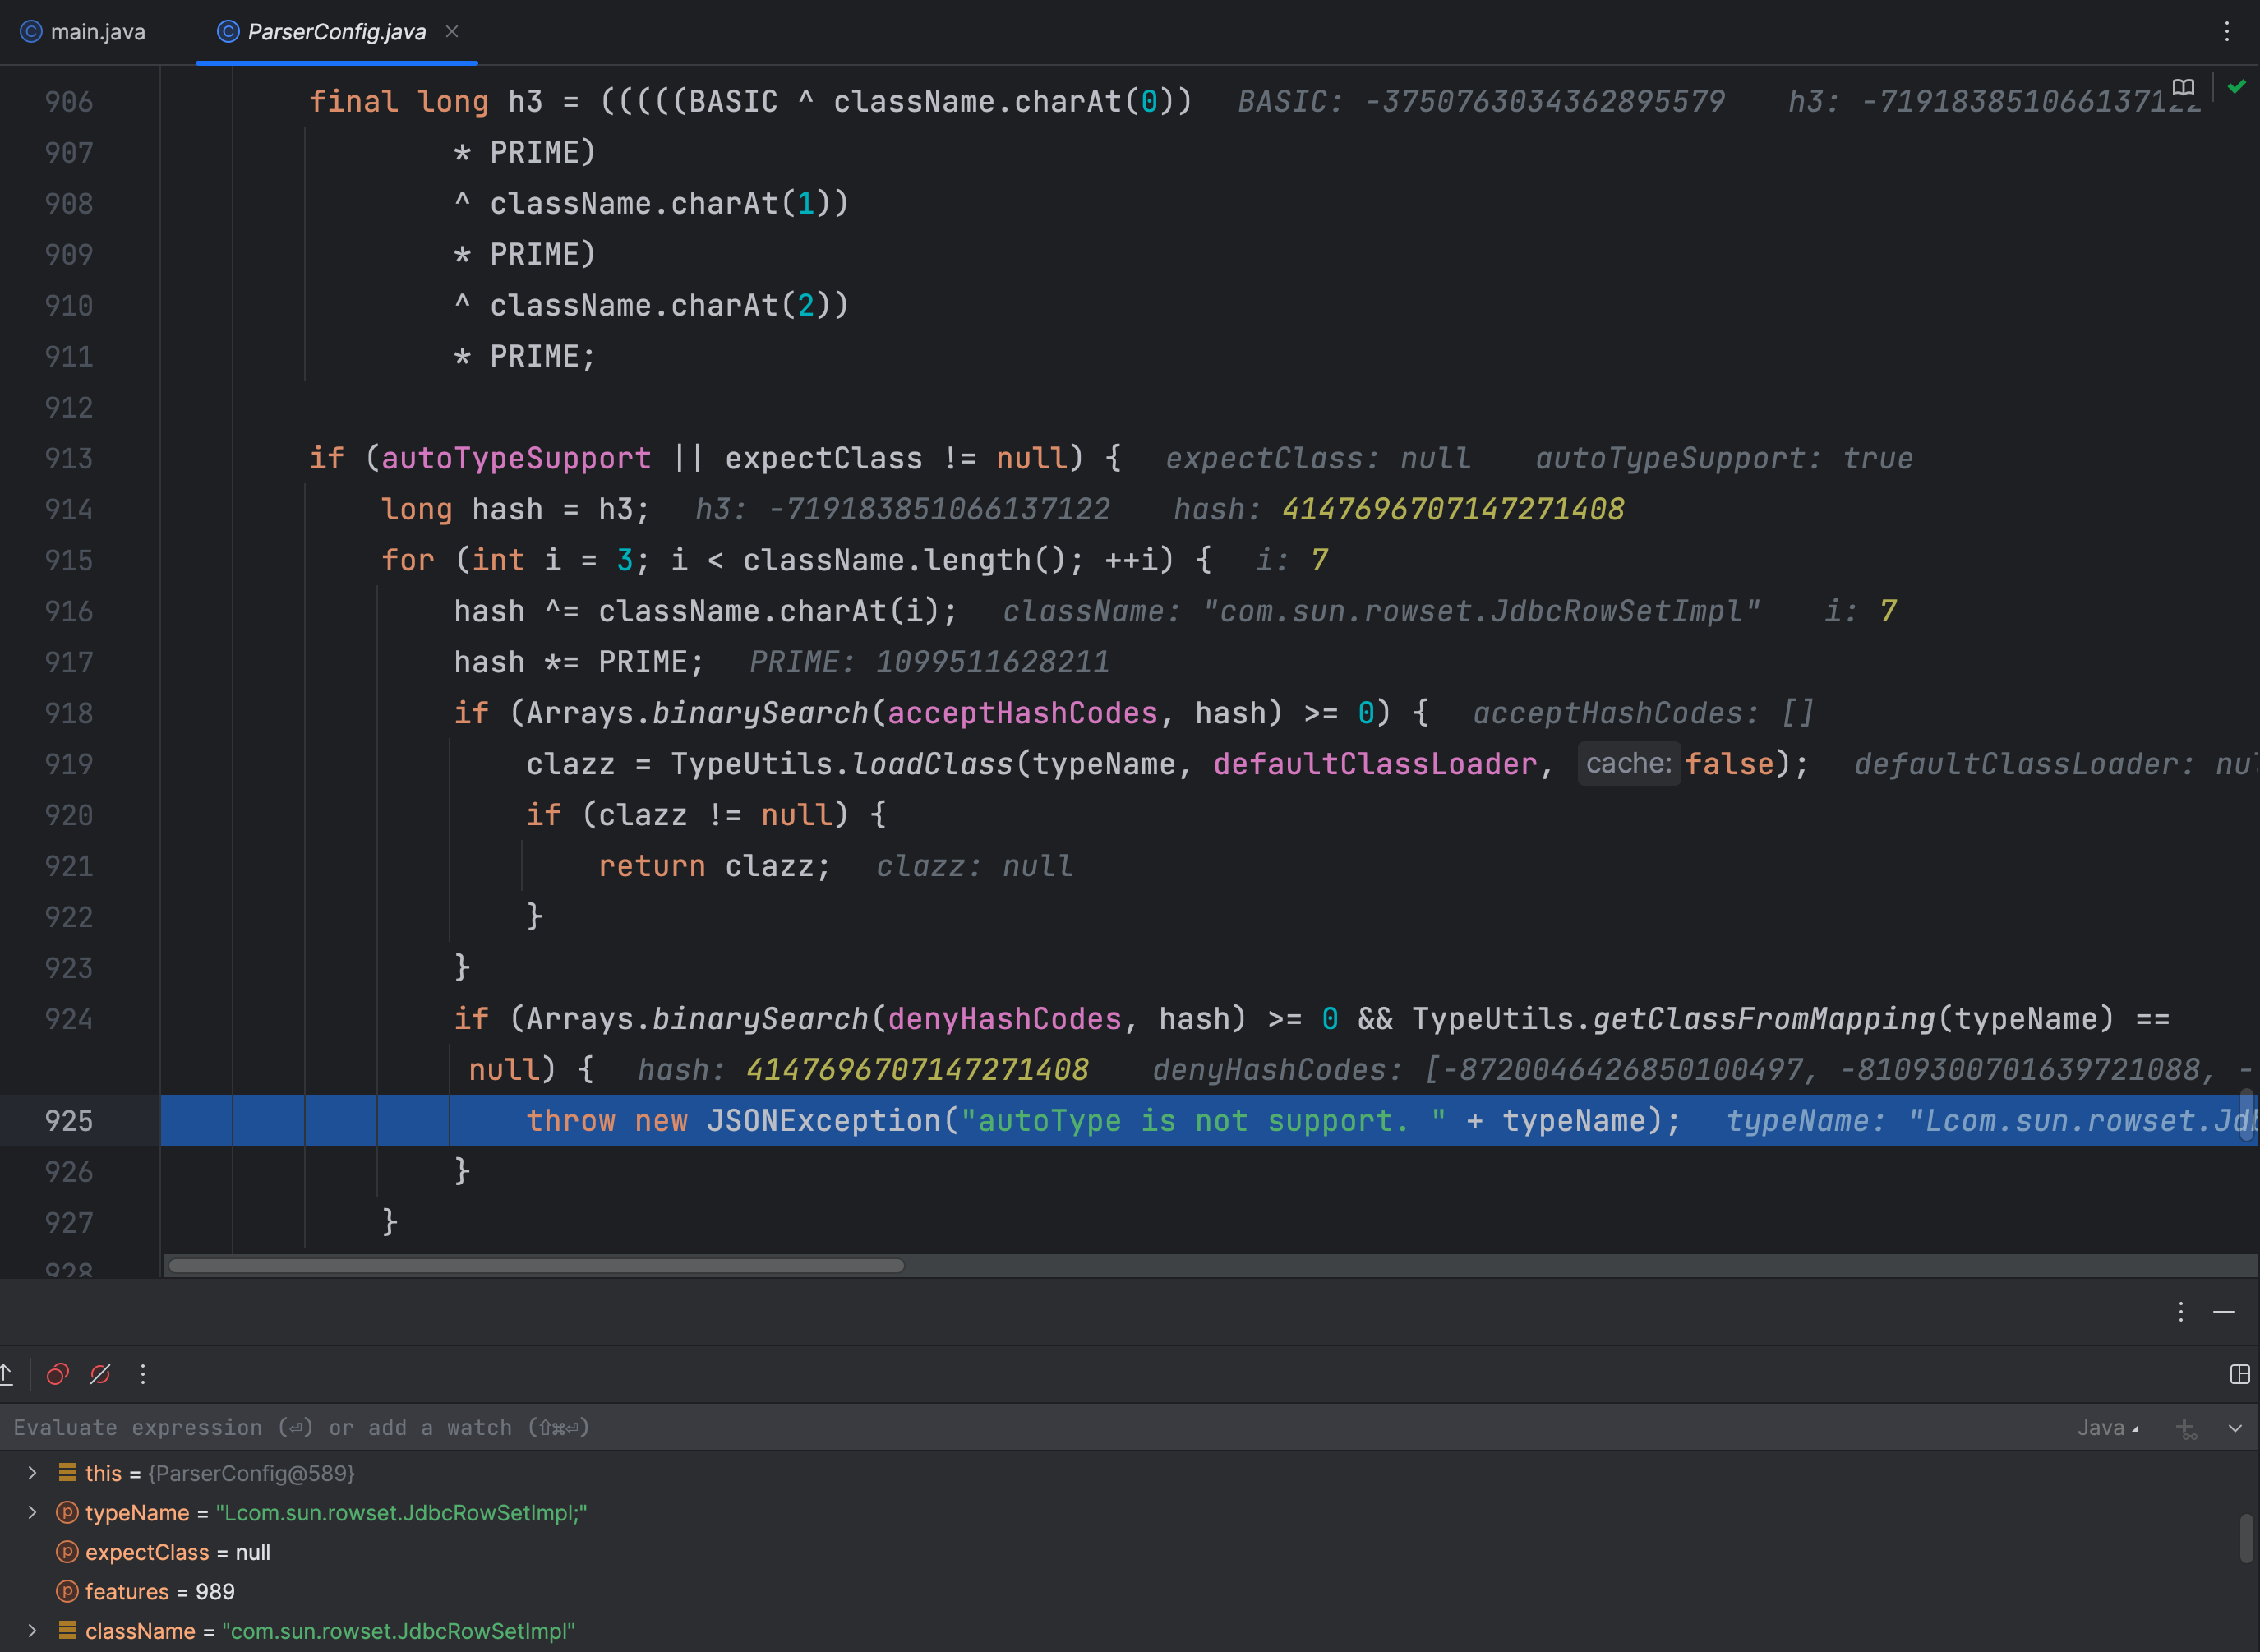 main.java
ParserConfig.java
906 final long h3 = (((((BASIC ^ className.charAt(0)) BASIC: -3750763034362895579 h3: -719183851066137122
907 * PRIME)
908 ^ className.charAt(1))
909 * PRIME)
910 ^ className.charAt(2))
911 * PRIME;
912
913 if (autoTypeSupport || expectClass != null) { expectClass: null autoTypeSupport: true
914 long hash = h3; h3: -719183851066137122 hash: 4147696707147271408
915 for (int i = 3; i < className.length(); ++i) { i: 7
916 hash ^= className.charAt(i); className: "com.sun.rowset.JdbcRowSetImpl" i: 7
917 hash *= PRIME; PRIME: 1099511628211
918 if (Arrays.binarySearch(acceptHashCodes, hash) >= 0) { acceptHashCodes: []
919 clazz = TypeUtils.loadClass(typeName, defaultClassLoader, cache: false); defaultClassLoader: nul
920 if (clazz != null) {
921 return clazz; clazz: null
922 }
923 }
924 if (Arrays.binarySearch(denyHashCodes, hash) >= 0 && TypeUtils.getClassFromMapping(typeName) ==
null) { hash: 4147696707147271408 denyHashCodes: [-8720046426850100497, -8109300701639721088, -
925 throw new JSONException("autoType is not support. " + typeName); typeName: "Lcom.sun.rowset.Jdb
926 }
927 }
928
Evaluate expression (⏎) or add a watch (⇧⌘⏎) Java
this = {ParserConfig@589}
typeName = "Lcom.sun.rowset.JdbcRowSetImpl;"
expectClass = null
features = 989
className = "com.sun.rowset.JdbcRowSetImpl"